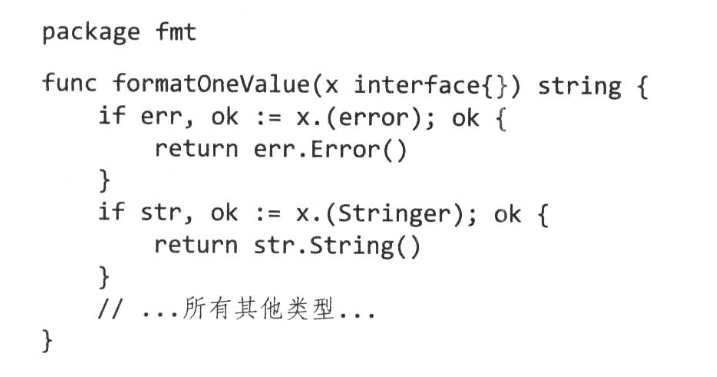 package fmt
func formatOneValue(x interface{}) string {
    if err, ok := x.(error); ok {
        return err.Error()
    }
    if str, ok := x.(Stringer); ok {
        return str.String()
    }
    // ...所有其他类型...
}